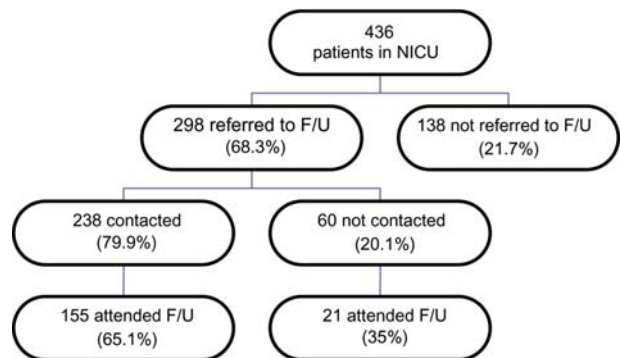 436
patients in NICU
298 referred to F/U
(68.3%)
138 not referred to F/U
(21.7%)
238 contacted
(79.9%)
60 not contacted
(20.1%)
155 attended F/U
(65.1%)
21 attended F/U
(35%)